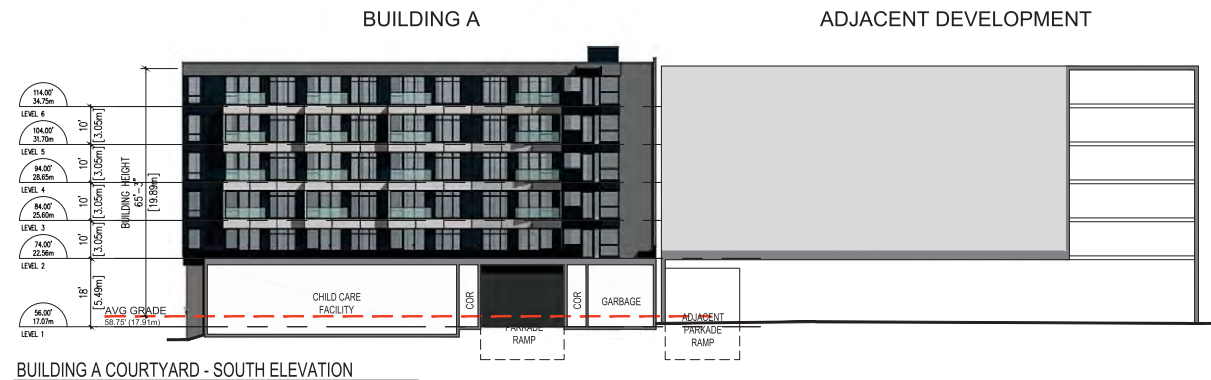 BUILDING A
ADJACENT DEVELOPMENT
114.00'
34.75m
LEVEL 6
10'
[3.05m]
104.00'
31.70m
LEVEL 5
10'
[3.05m]
94.00'
28.65m
LEVEL 4
10'
[3.05m]
84.00'
25.60m
LEVEL 3
10'
[3.05m]
74.00'
22.56m
LEVEL 2
BUILDING HEIGHT
65'-3"
[19.89m]
18'
[5.49m]
56.00'
17.07m
LEVEL 1
AVG GRADE
58.75' (17.91m)
CHILD CARE
FACILITY
COR
PARKADE
RAMP
COR
GARBAGE
ADJACENT
PARKADE
RAMP
BUILDING A COURTYARD - SOUTH ELEVATION